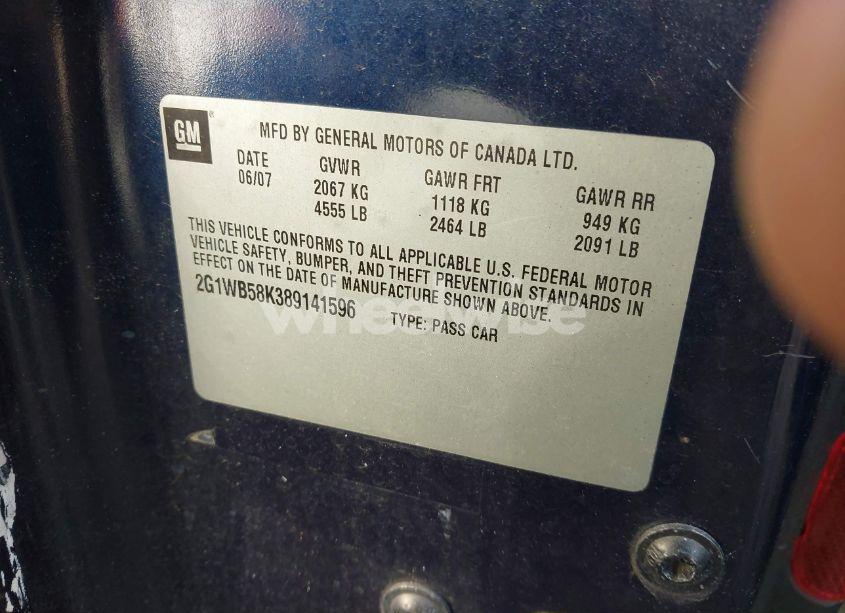 GM
MFD BY GENERAL MOTORS OF CANADA LTD.
DATE GVWR GAWR FRT GAWR RR
06/07 2067 KG 1118 KG 949 KG
4555 LB 2464 LB 2091 LB
THIS VEHICLE CONFORMS TO ALL APPLICABLE U.S. FEDERAL MOTOR
VEHICLE SAFETY, BUMPER, AND THEFT PREVENTION STANDARDS IN
EFFECT ON THE DATE OF MANUFACTURE SHOWN ABOVE.
2G1WB58K389141596 TYPE: PASS CAR
wheelwise